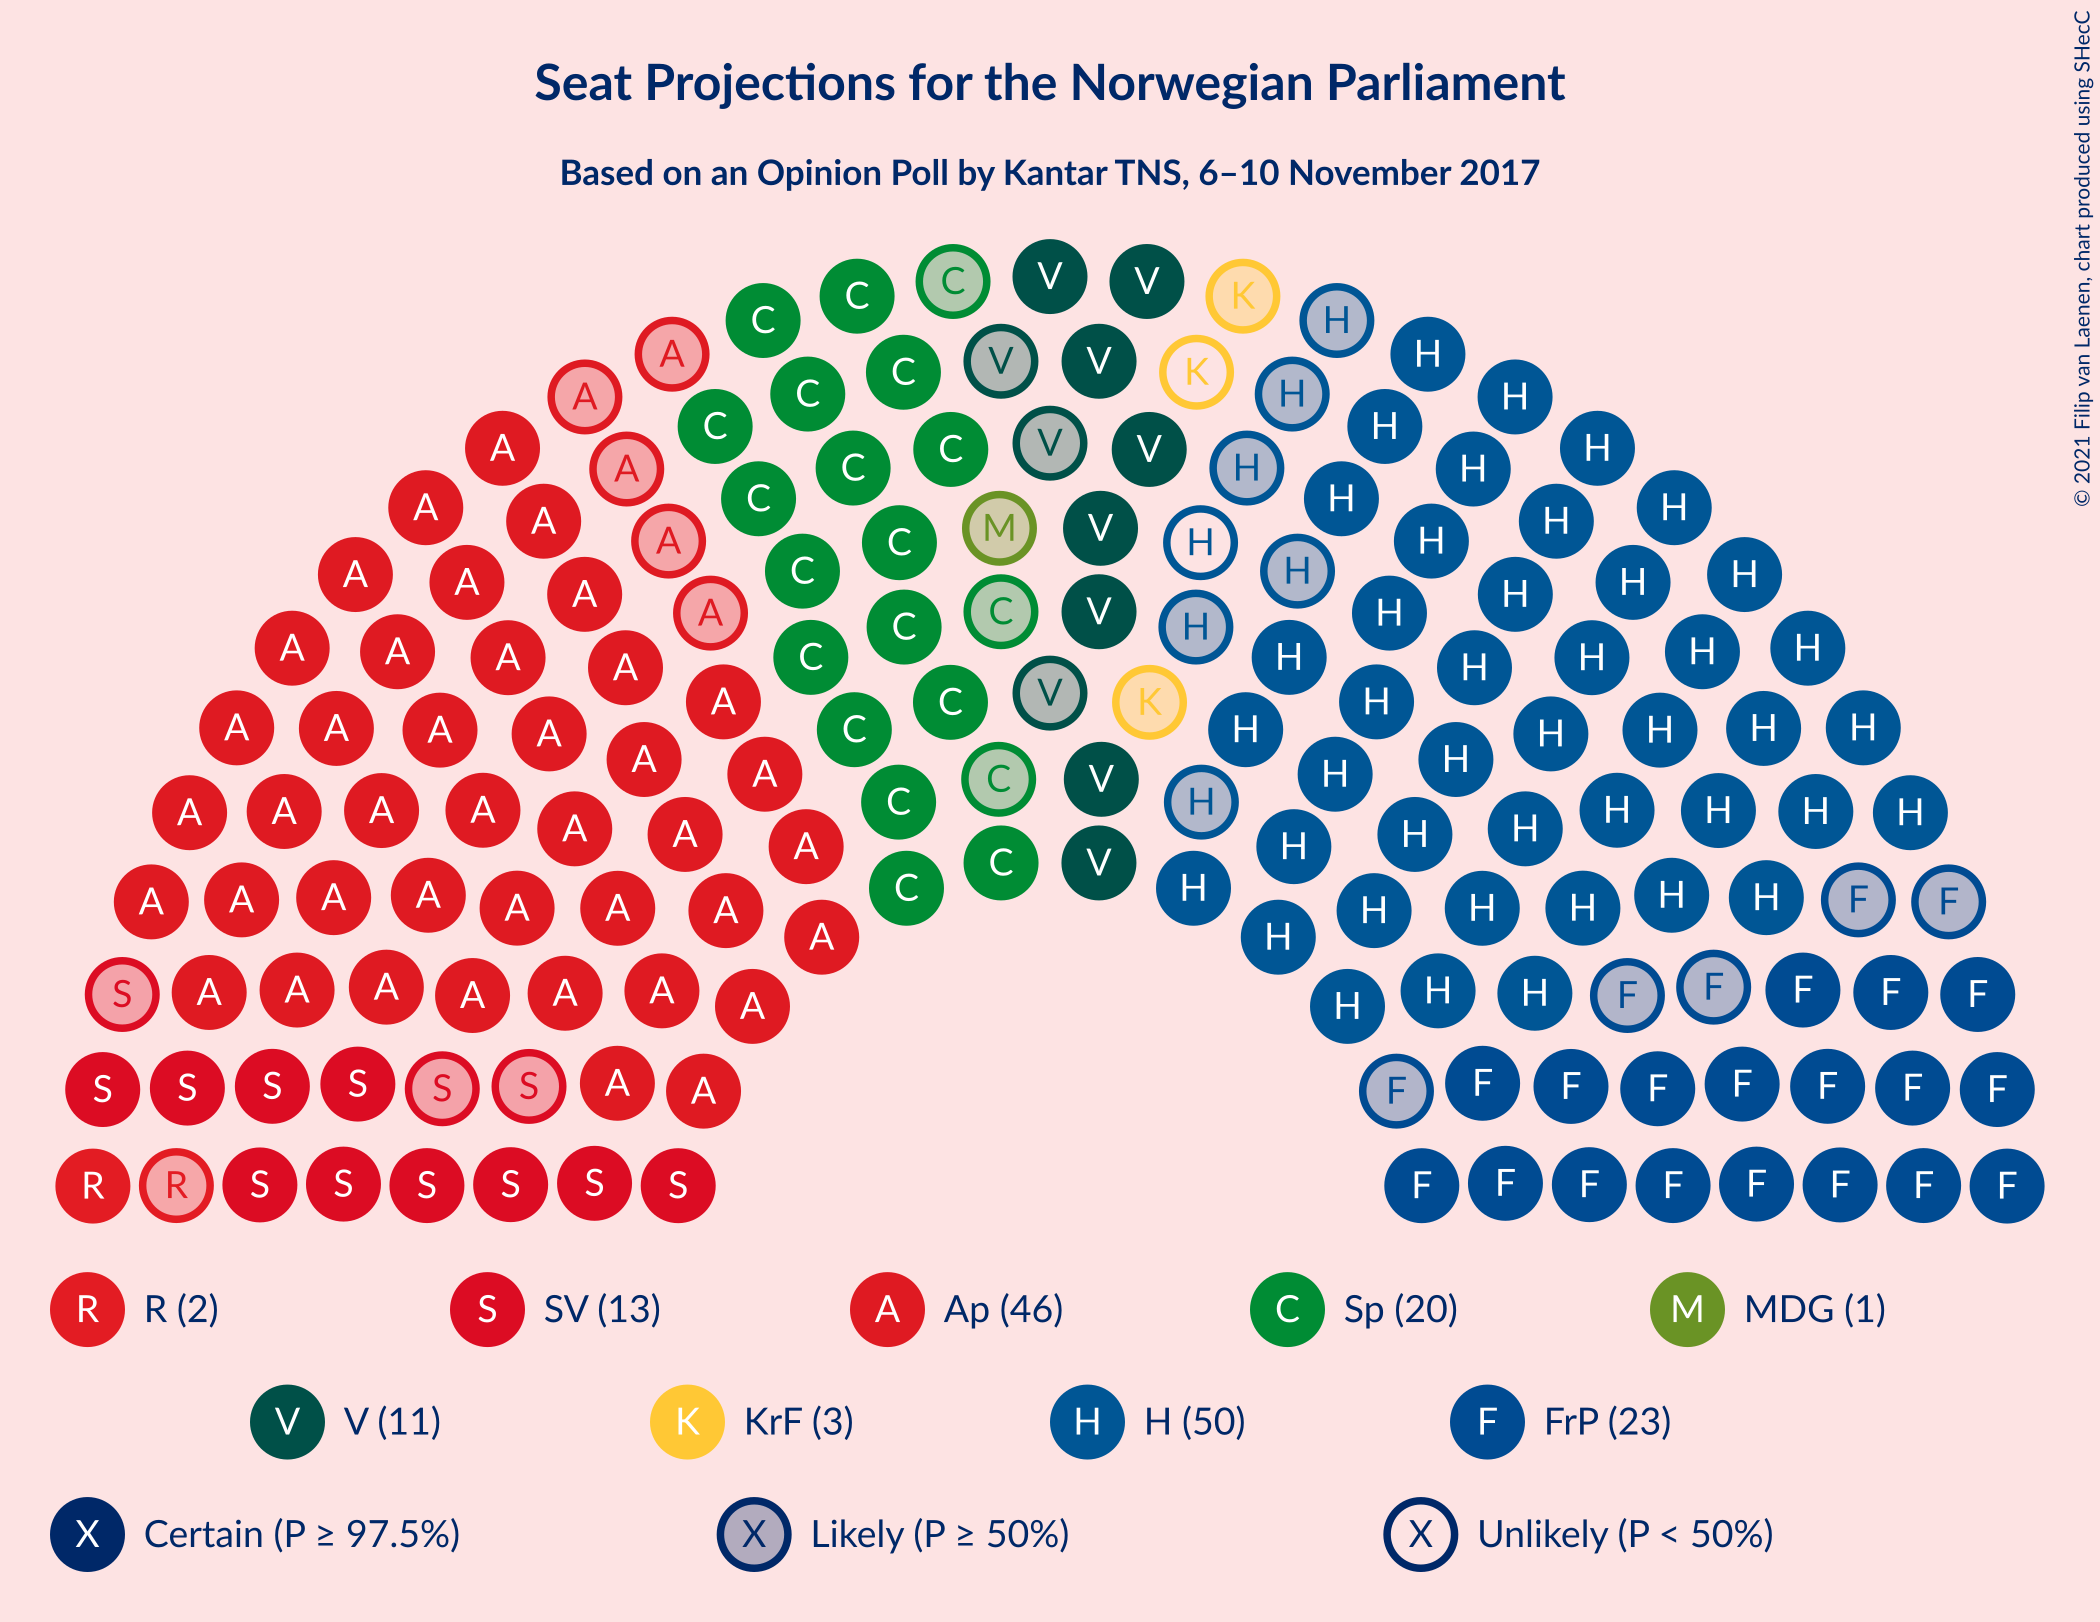 Seat Projections for the Norwegian Parliament
Based on an Opinion Poll by Kantar TNS, 6–10 November 2017
© 2021 Filip van Laenen, chart produced using SHecC
C C C V V K H
A A C C C V V K H H H
A A C C C V V H H H H
A A A C C C M V H H H H H
A A A A C C C V H H H H H H
A A A A A C C V K H H H H H H
A A A A A A C C V H H H H H H H
A A A A A A A C C V H H H H H H H
A A A A A A A A H H H H H H F F
S A A A A A A A H H H F F F F F
S S S S S S A A F F F F F F F F
R R S S S S S S F F F F F F F F
R R (2) S SV (13) A Ap (46) C Sp (20) M MDG (1)
V V (11) K KrF (3) H H (50) F FrP (23)
X Certain (P ≥ 97.5%) X Likely (P ≥ 50%) X Unlikely (P < 50%)